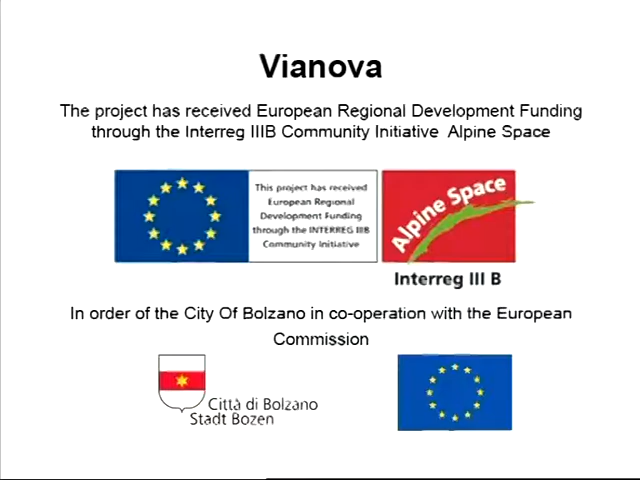 Vianova
The project has received European Regional Development Funding
through the Interreg IIIB Community Initiative Alpine Space
This project has received
European Regional
Development Funding
through the INTERREG IIIB
Community Initiative
Alpine Space
Interreg III B
In order of the City Of Bolzano in co-operation with the European
Commission
Città di Bolzano
Stadt Bozen